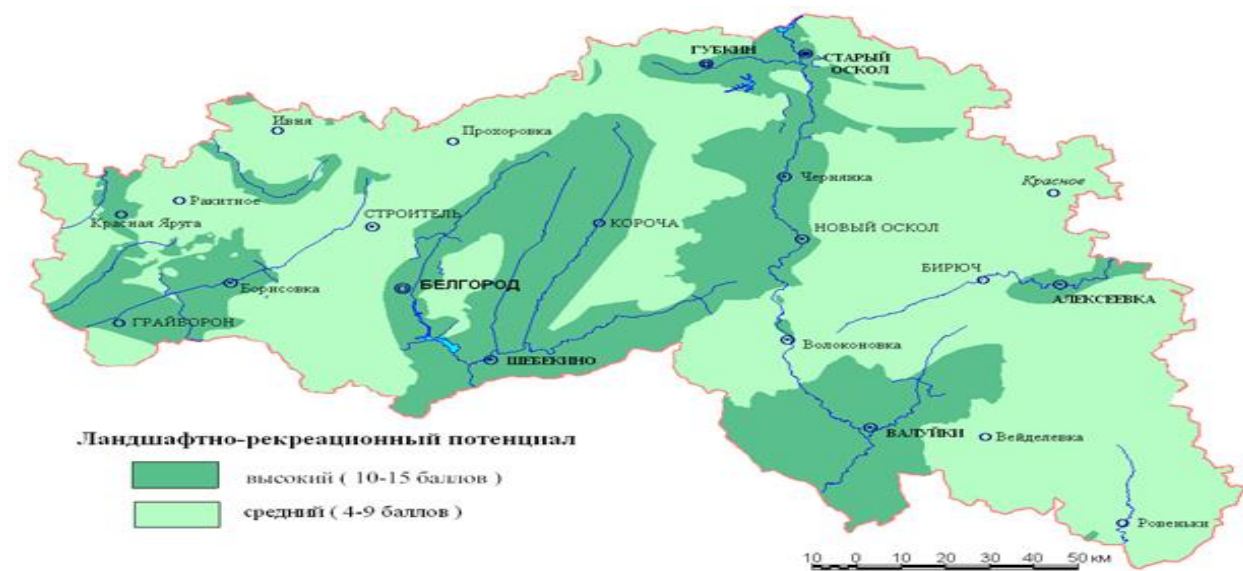 ГУБКИН
СТАРЫЙ
ОСКОЛ
Ивня
Прохоровка
Чернянка
Красное
Ракитное
Красная Яруга
СТРОИТЕЛЬ
КОРОЧА
НОВЫЙ ОСКОЛ
БЕЛГОРОД
БИРЮЧ
Борисовка
АЛЕКСЕЕВКА
ГРАЙВОРОН
Волоконовка
ШЕБЕКИНО
Ландшафтно-рекреационный потенциал
ВАЛУЙКИ
Вейделевка
высокий ( 10-15 баллов )
средний ( 4-9 баллов )
Ровеньки
10 0 10 20 30 40 50 км